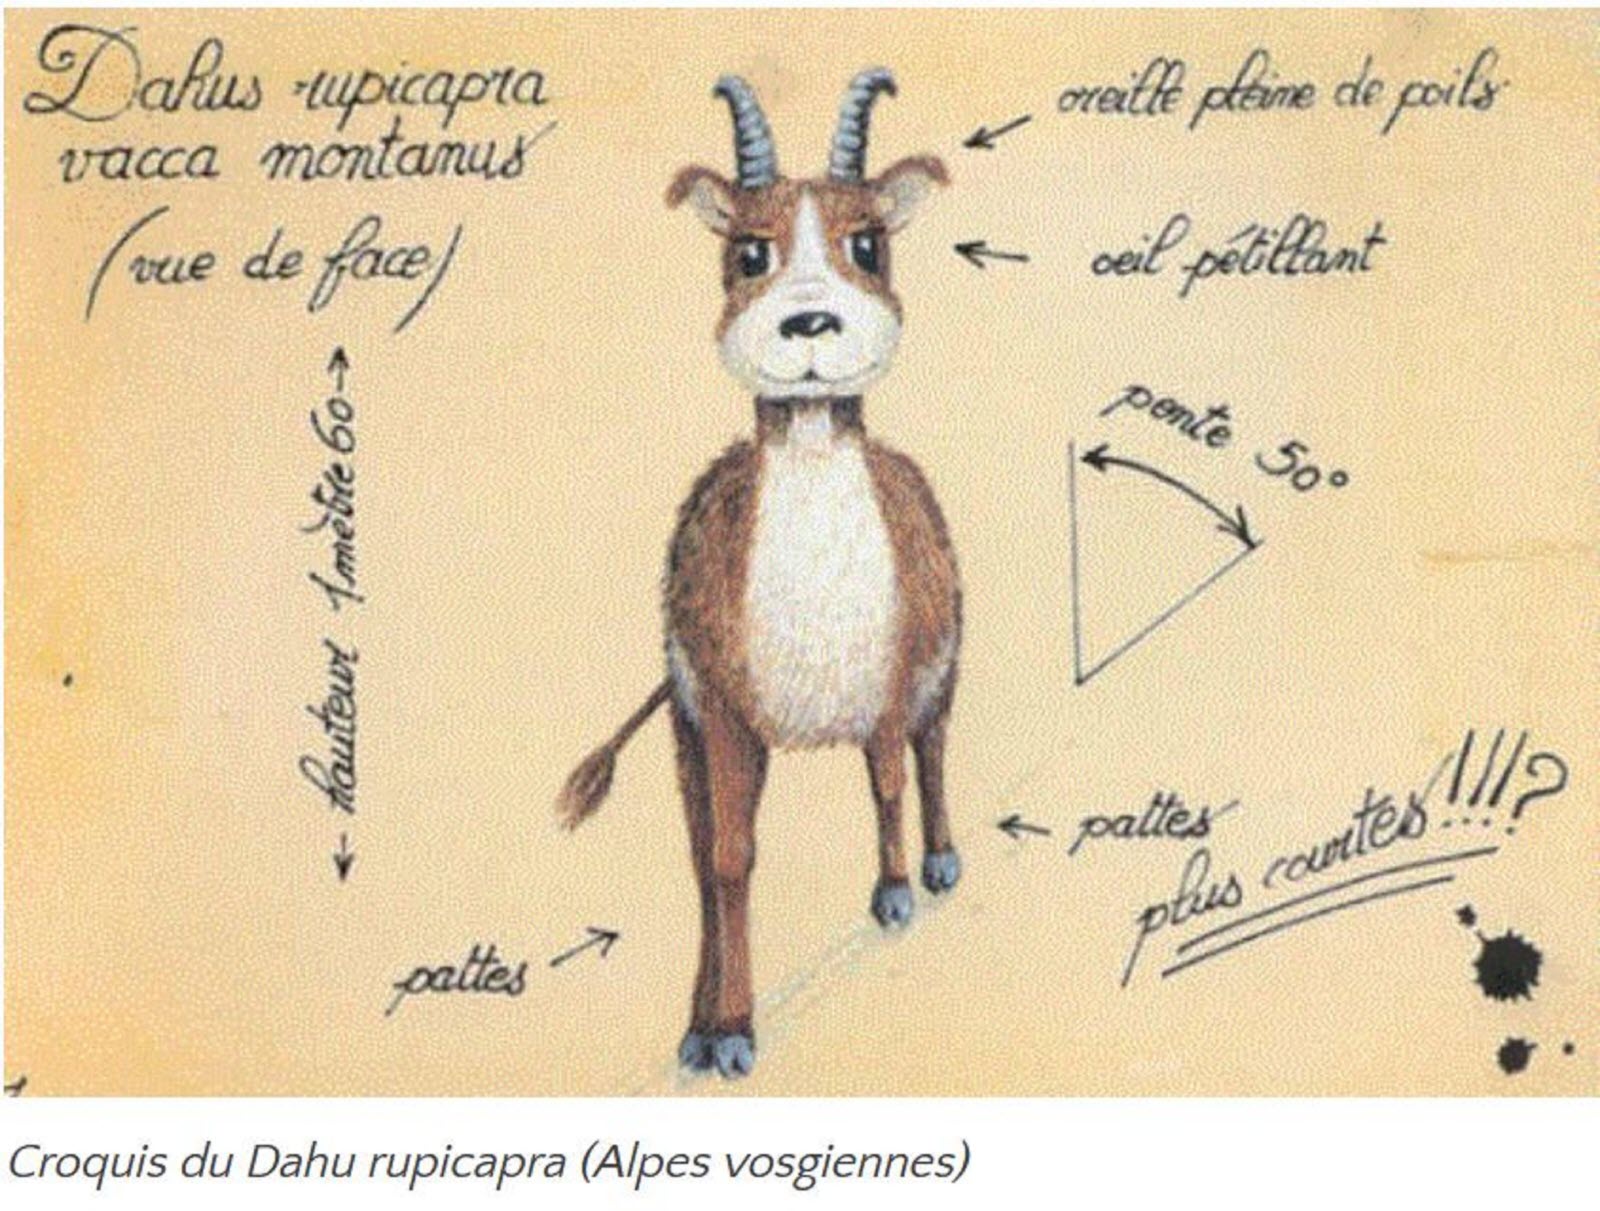 Dahus rupicapra
vacca montanus
(vue de face)
oreille pleine de poils
oeil pétillant
pente 50°
hauteur 1 mètre 60
pattes
plus courtes !!!?
pattes
Croquis du Dahu rupicapra (Alpes vosgiennes)